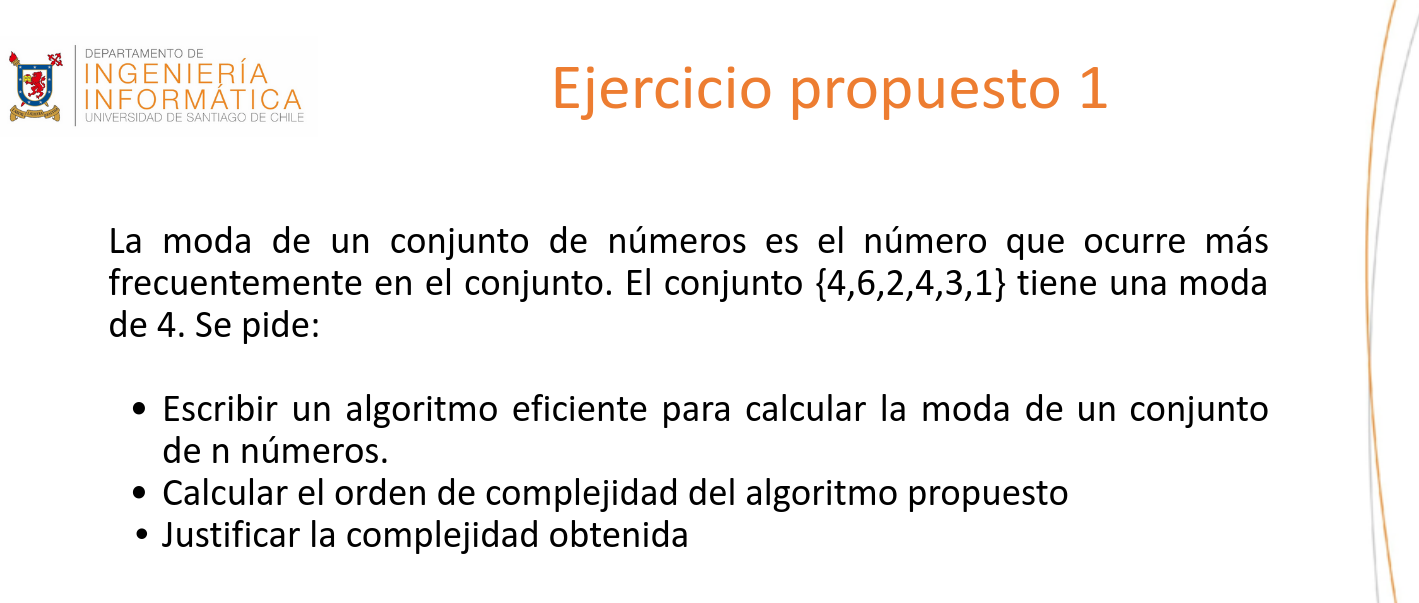 DEPARTAMENTO DE
INGENIERÍA
INFORMÁTICA
UNIVERSIDAD DE SANTIAGO DE CHILE
Ejercicio propuesto 1
La moda de un conjunto de números es el número que ocurre más
frecuentemente en el conjunto. El conjunto {4,6,2,4,3,1} tiene una moda
de 4. Se pide:
• Escribir un algoritmo eficiente para calcular la moda de un conjunto
de n números.
• Calcular el orden de complejidad del algoritmo propuesto
• Justificar la complejidad obtenida